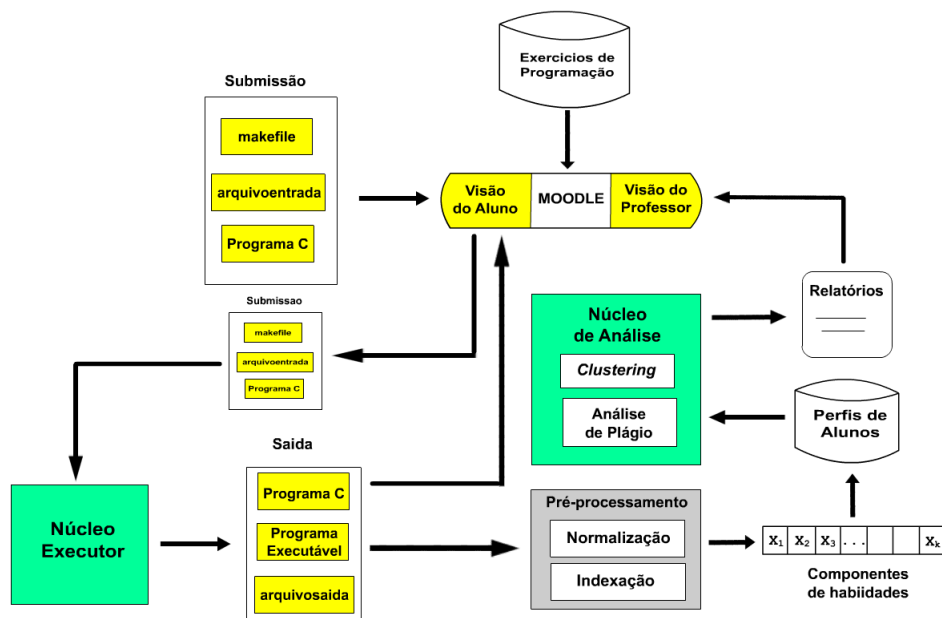 Exercicios de
Programação
Submissão
makefile
arquivoentrada
Programa C
Visão
do Aluno
MOODLE
Visão do
Professor
Submissao
makefile
arquivoentrada
Programa C
Núcleo
de Análise
Clustering
Análise
de Plágio
Relatórios
Perfis de
Alunos
Saida
Programa C
Programa
Executável
arquivosaida
Núcleo
Executor
Pré-processamento
Normalização
Indexação
X1 X2 X3 ... Xk
Componentes
de habiidades